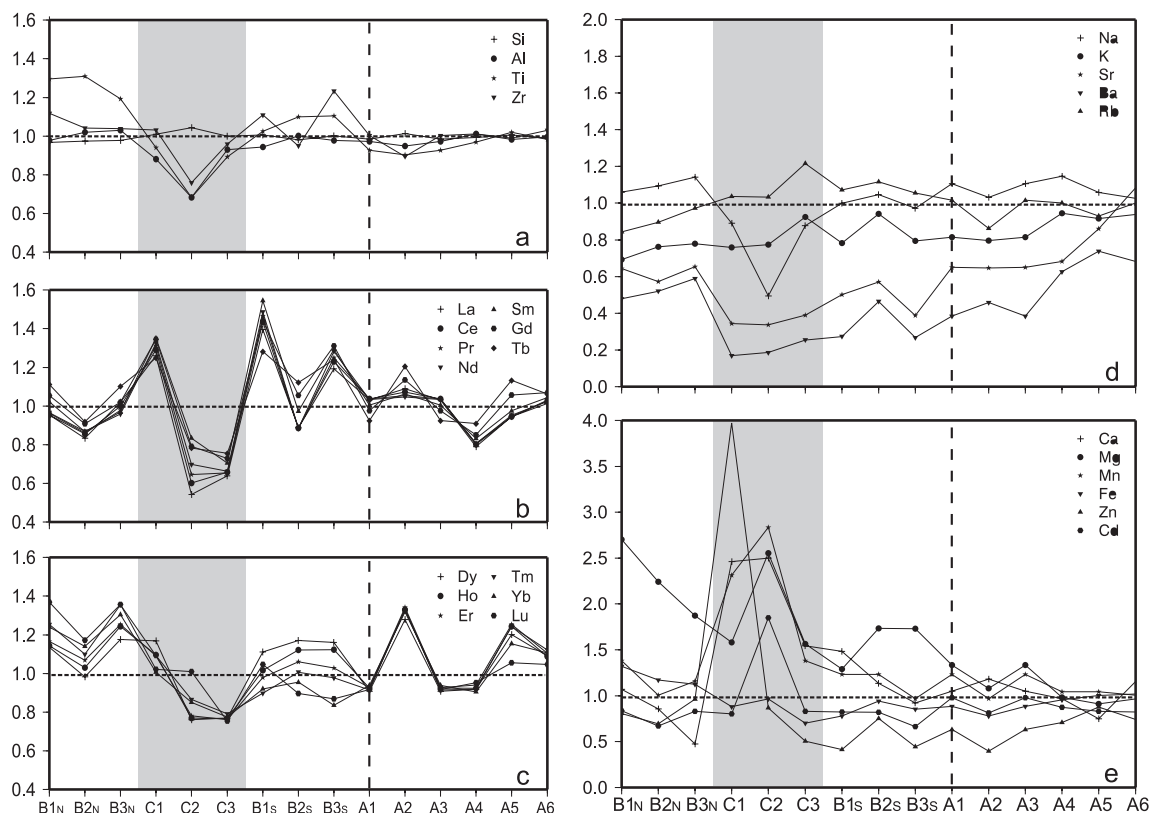 1.6
1.4
1.2
1.0
0.8
0.6
0.4
Si
Al
Ti
Zr
a
1.6
1.4
1.2
1.0
0.8
0.6
0.4
La Sm
Ce Gd
Pr Tb
Nd
b
1.6
1.4
1.2
1.0
0.8
0.6
0.4
Dy Tm
Ho Yb
Er Lu
c
B1N B2N B3N C1 C2 C3 B1S B2S B3S A1 A2 A3 A4 A5 A6
2.0
1.8
1.6
1.4
1.2
1.0
0.8
0.6
0.4
0.2
0.0
Na
K
Sr
Ba
Rb
d
4.0
3.5
3.0
2.5
2.0
1.5
1.0
0.5
0.0
Ca
Mg
Mn
Fe
Zn
Cd
e
B1N B2N B3N C1 C2 C3 B1S B2S B3S A1 A2 A3 A4 A5 A6